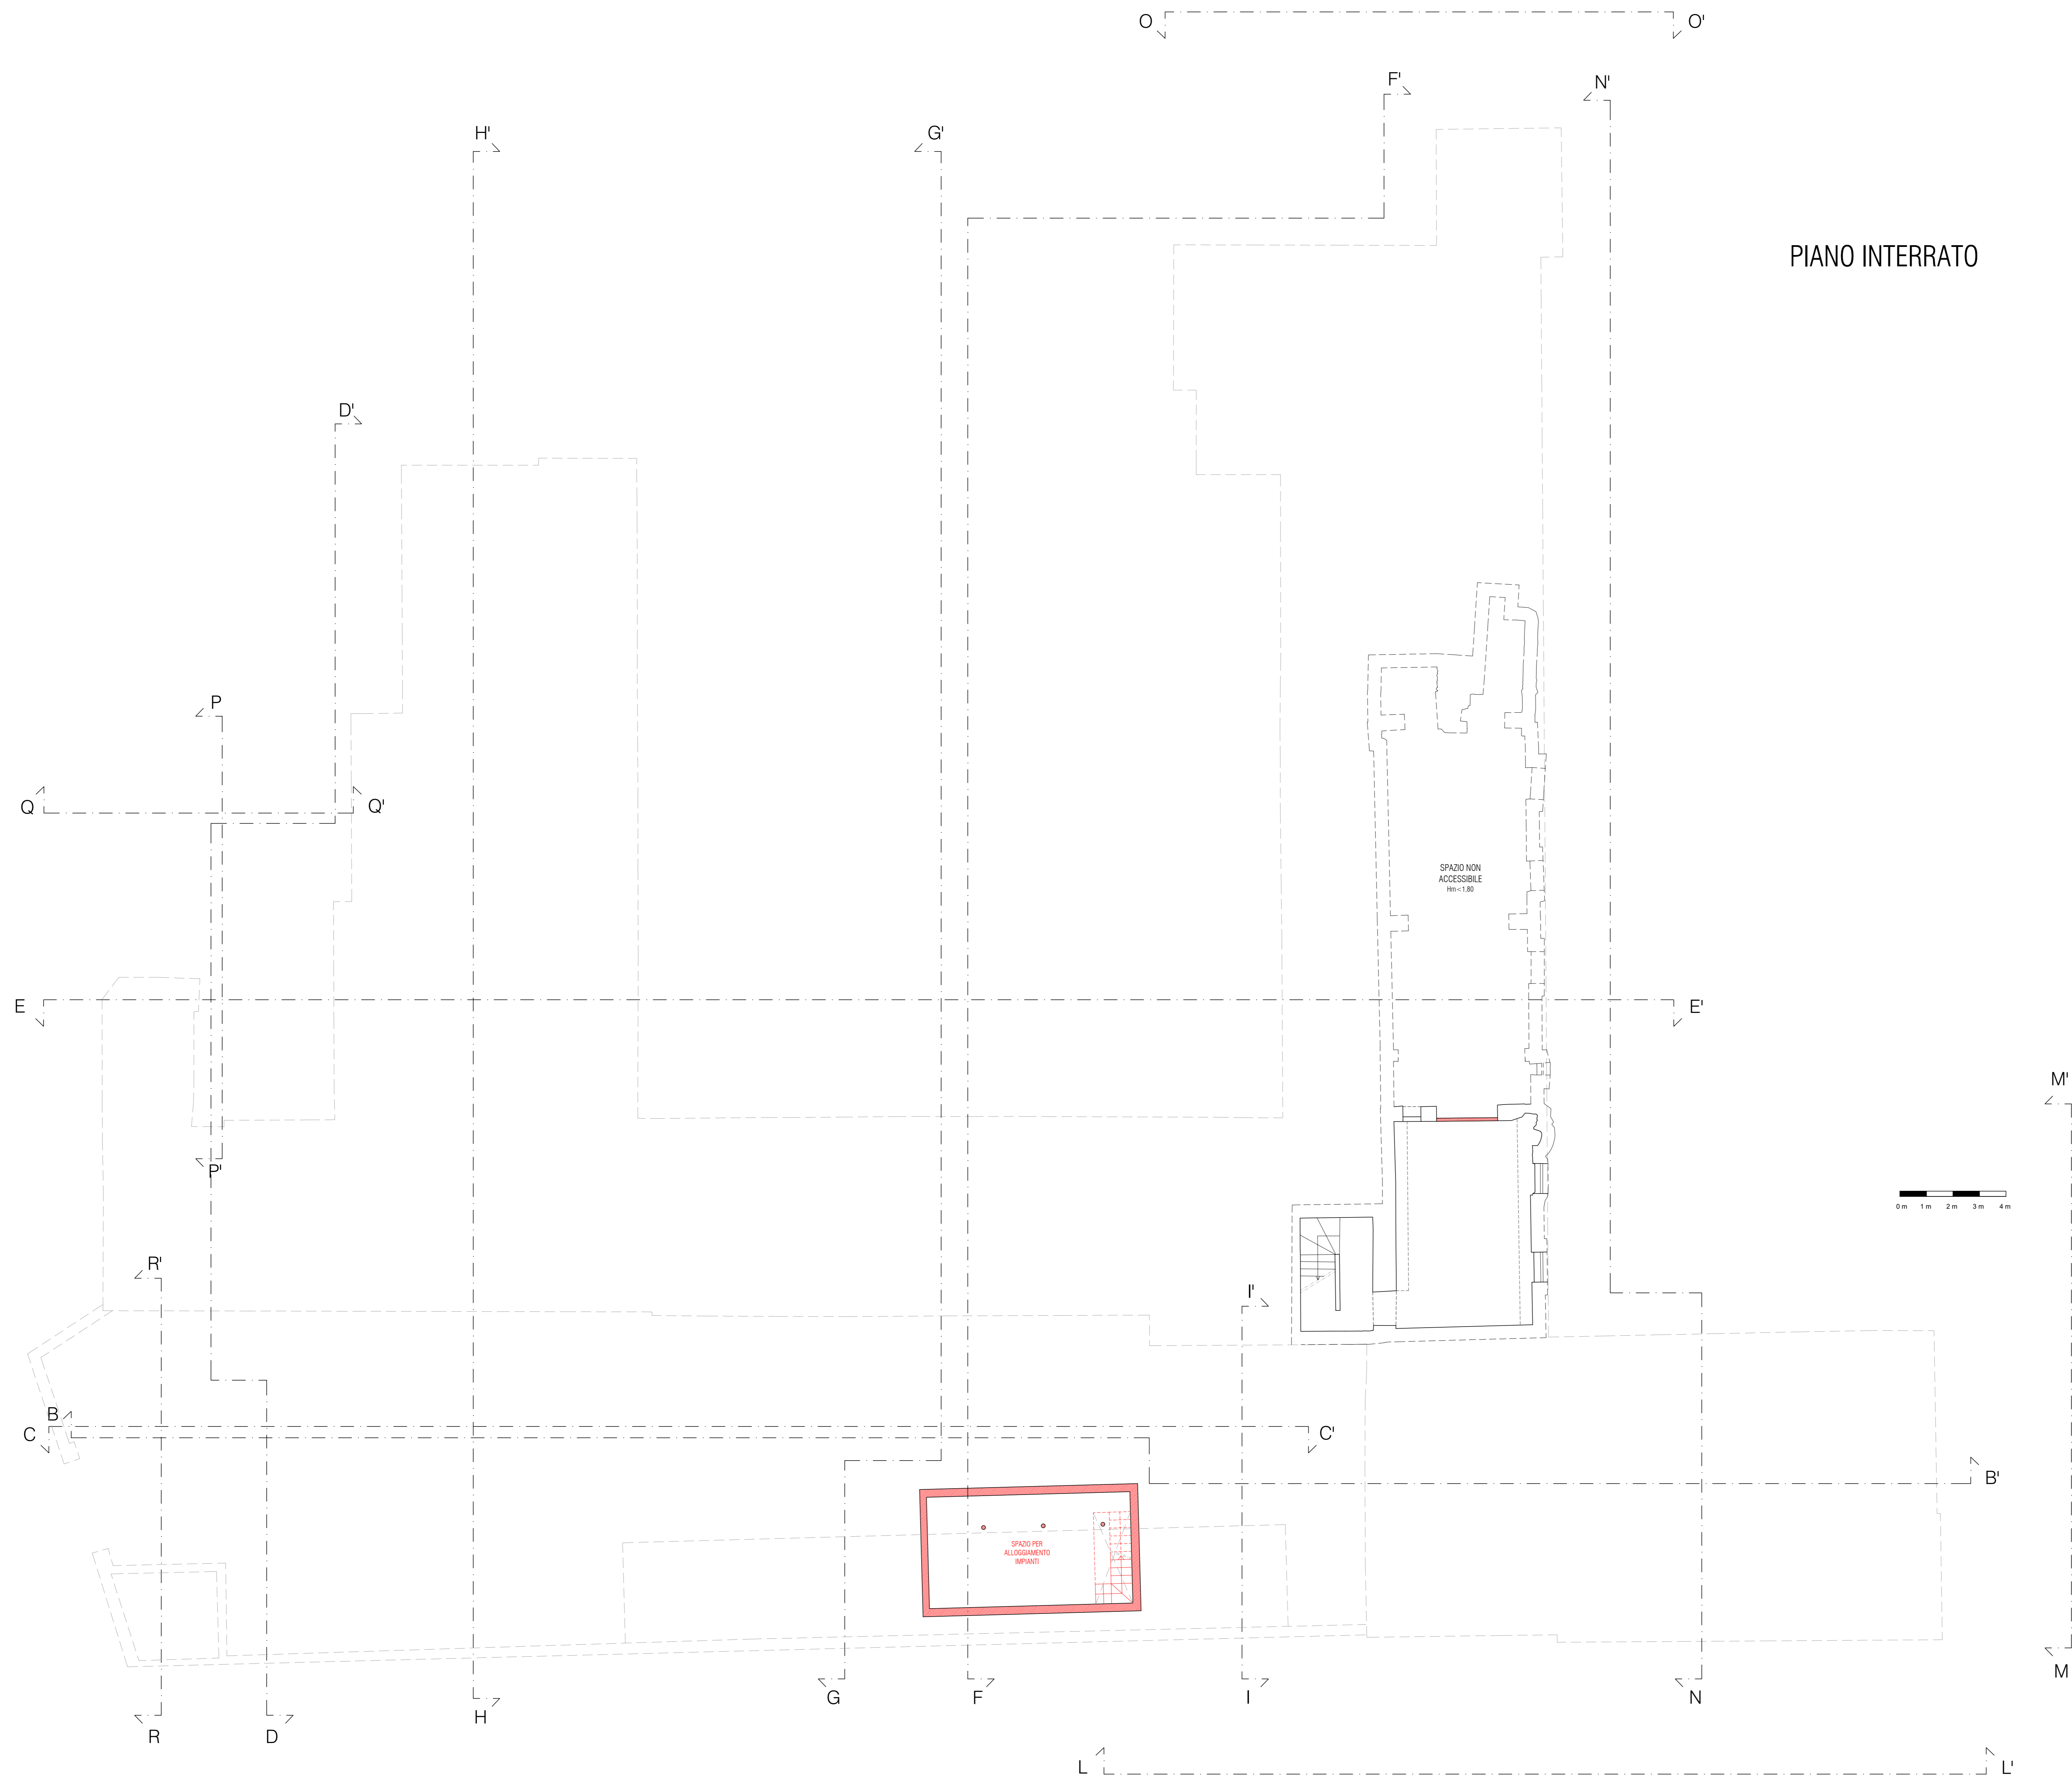 O
O'
F'
N'
H'
G'
PIANO INTERRATO
D'
P
Q
Q'
SPAZIO NON
ACCESSIBILE
Hm<1,80
E
E'
M'
P'
0 m 1 m 2 m 3 m 4 m
R'
I'
B
C
C'
B'
SPAZIO PER
ALLOGGIAMENTO
IMPIANTI
M
G
F
I
N
H
R
D
L
L'